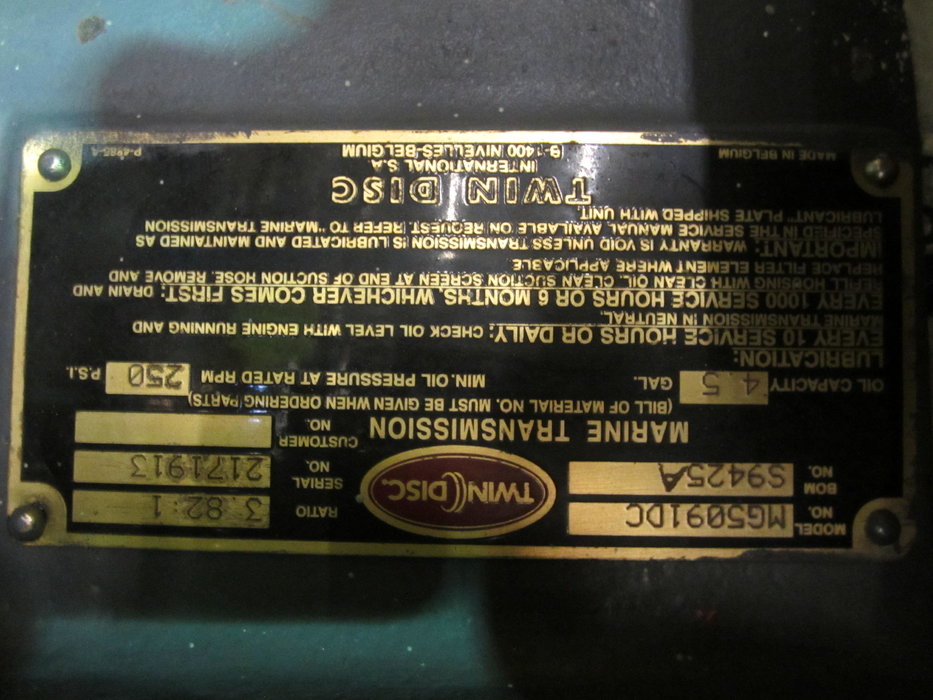 MODEL NO. MG5091DC
BOM NO. S9425A
TWIN DISC.
RATIO 3 82:1
SERIAL NO. 2171913
CUSTOMER NO.
MARINE TRANSMISSION
(BILL OF MATERIAL NO. MUST BE GIVEN WHEN ORDERING PARTS)
OIL CAPACITY 4 5 GAL. MIN. OIL PRESSURE AT RATED RPM 250 P.S.I.
LUBRICATION:
EVERY 10 SERVICE HOURS OR DAILY: CHECK OIL LEVEL WITH ENGINE RUNNING AND
MARINE TRANSMISSION IN NEUTRAL.
EVERY 1000 SERVICE HOURS OR 6 MONTHS, WHICHEVER COMES FIRST: DRAIN AND
REFILL HOUSING WITH CLEAN OIL. CLEAN SUCTION SCREEN AT END OF SUCTION HOSE. REMOVE AND
REPLACE FILTER ELEMENT WHERE APPLICABLE.
IMPORTANT: WARRANTY IS VOID UNLESS TRANSMISSION IS LUBRICATED AND MAINTAINED AS
SPECIFIED IN THE SERVICE MANUAL AVAILABLE ON REQUEST. REFER TO "MARINE TRANSMISSION
LUBRICANT" PLATE SHIPPED WITH UNIT.
TWIN DISC
INTERNATIONAL S.A.
MADE IN BELGIUM
B-1400 NIVELLES-BELGIUM
P-4865-A